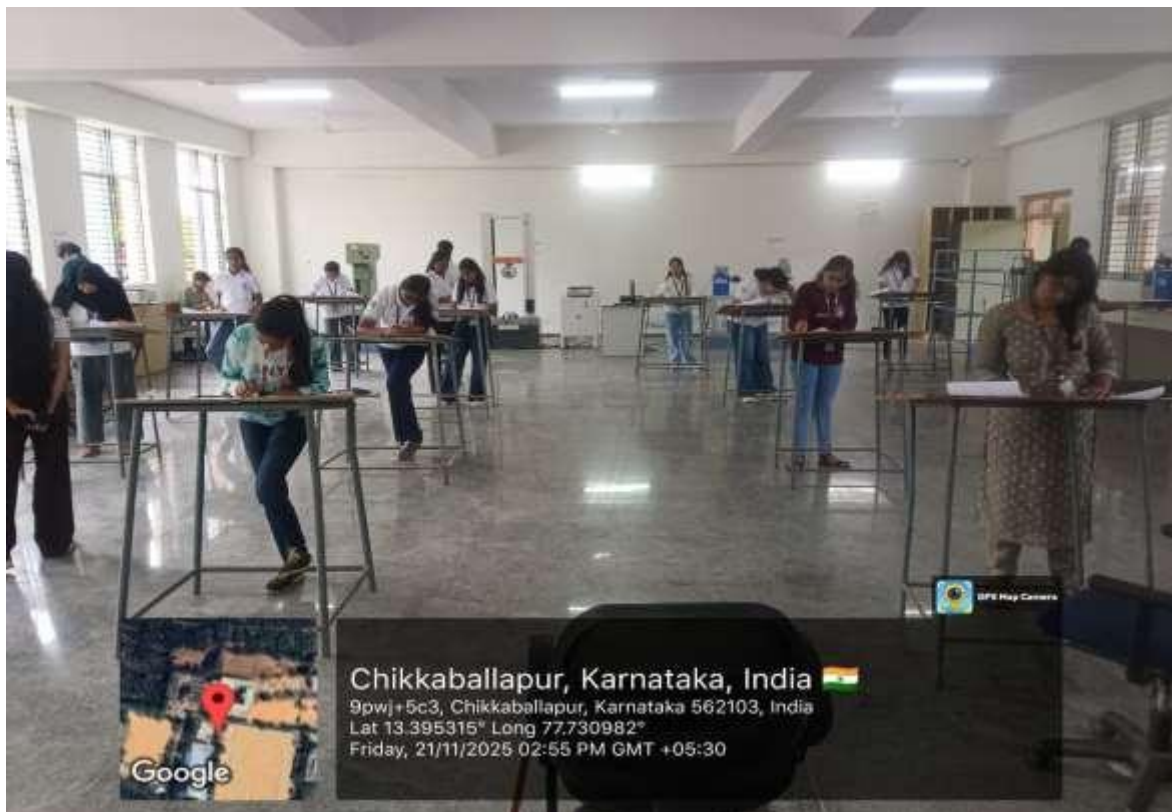 GPS Map Camera
Chikkaballapur, Karnataka, India
9pwj+5c3, Chikkaballapur, Karnataka 562103, India
Lat 13.395315° Long 77.730982°
Friday, 21/11/2025 02:55 PM GMT +05:30
Google